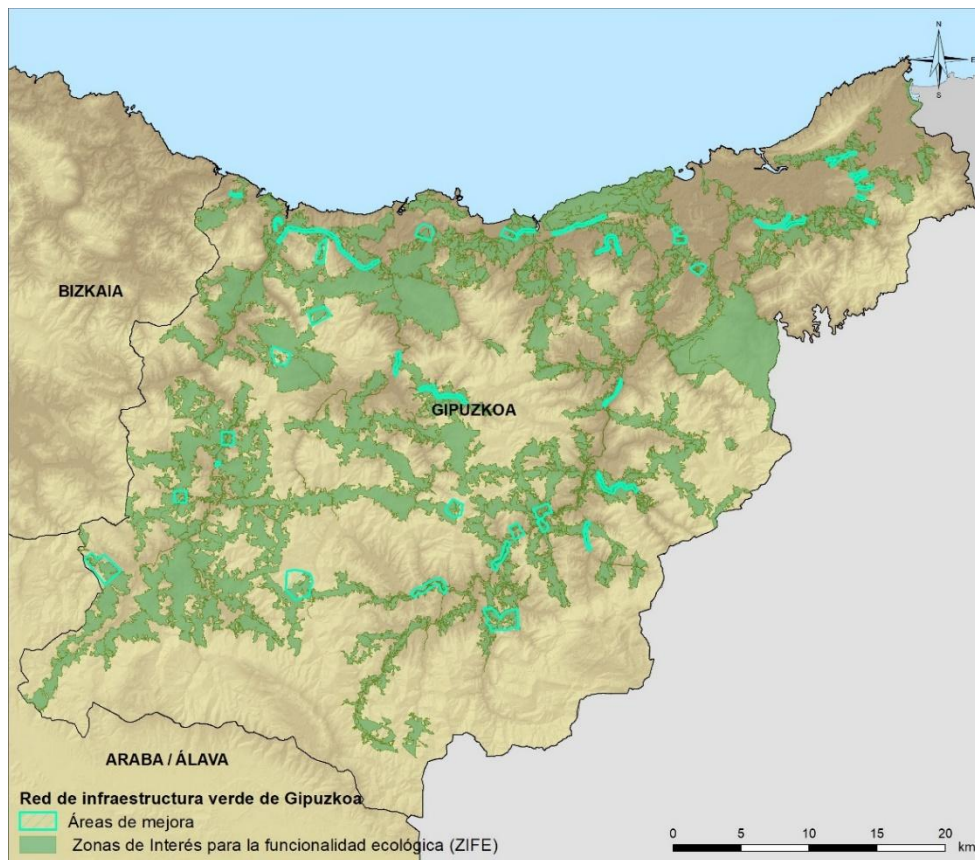 N
E
S
BIZKAIA
GIPUZKOA
ARABA / ÁLAVA
Red de infraestructura verde de Gipuzkoa
Áreas de mejora
Zonas de Interés para la funcionalidad ecológica (ZIFE)
0 5 10 15 20
km